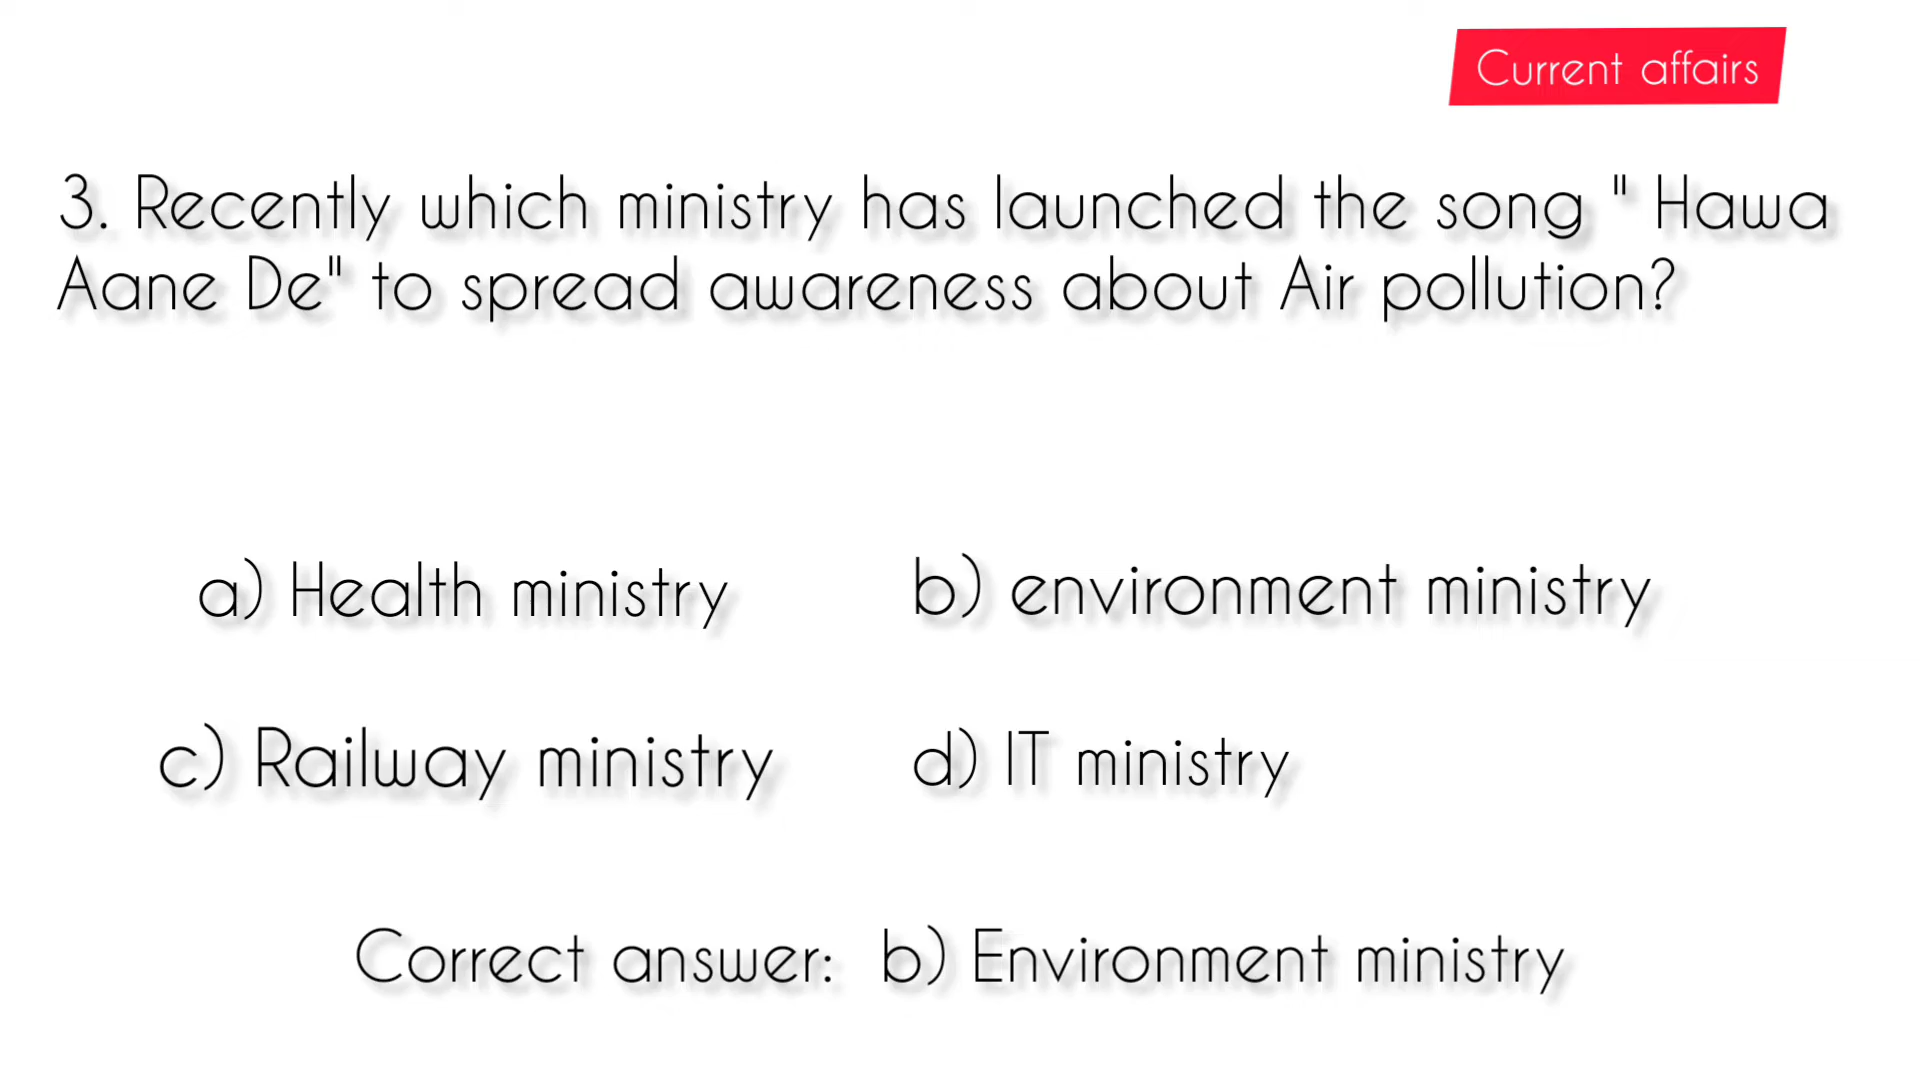 Current affairs
3. Recently which ministry has launched the song " Hawa
Aane De" to spread awareness about Air pollution?
a) Health ministry
b) environment ministry
c) Railway ministry
d) IT ministry
Correct answer: b) Environment ministry